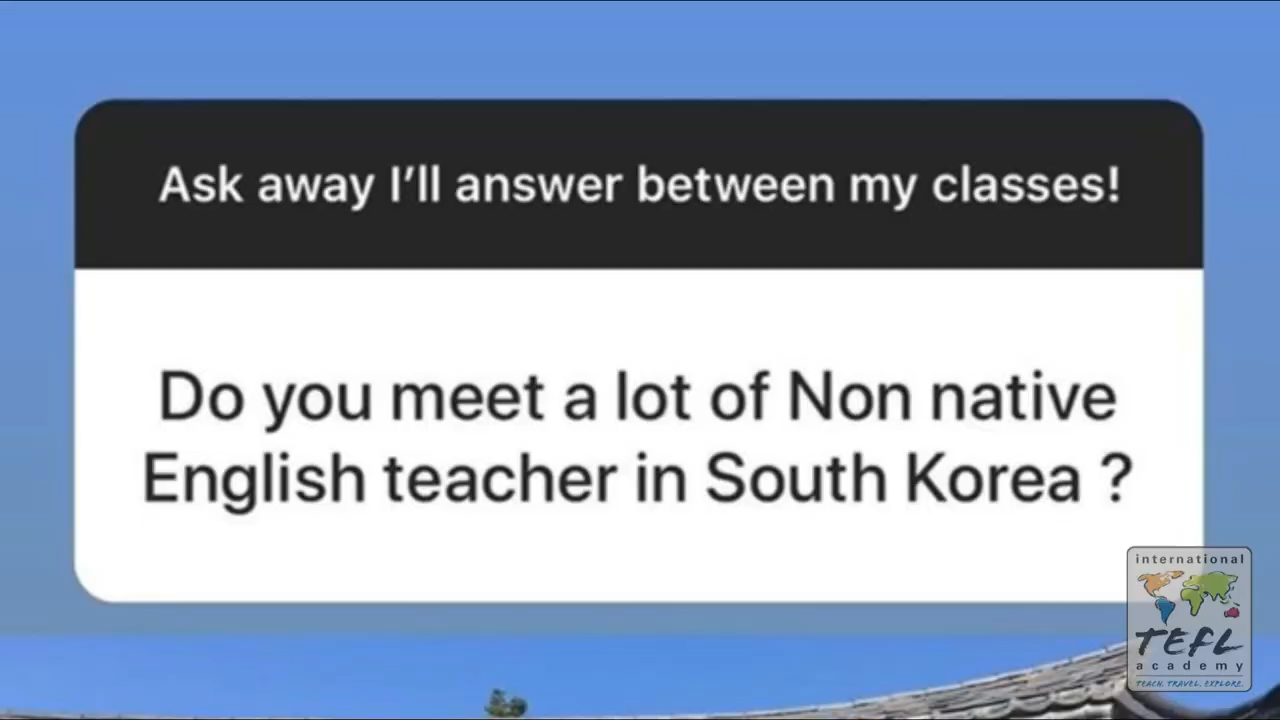 Ask away I’ll answer between my classes!
Do you meet a lot of Non native
English teacher in South Korea ?
international
TEFL
academy
TEACH. TRAVEL. EXPLORE.